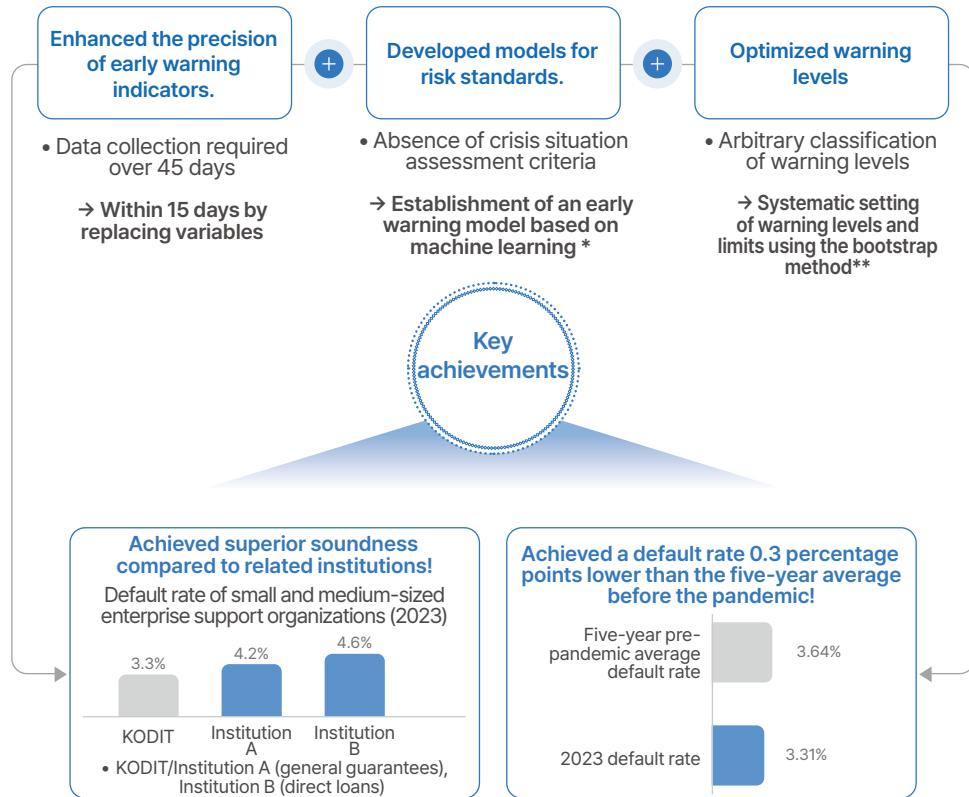 Enhanced the precision
of early warning
indicators.
+
Developed models for
risk standards.
+
Optimized warning
levels
• Data collection required
over 45 days
→ Within 15 days by
replacing variables
• Absence of crisis situation
assessment criteria
→ Establishment of an early
warning model based on
machine learning *
• Arbitrary classification
of warning levels
→ Systematic setting
of warning levels and
limits using the bootstrap
method**
Key
achievements
Achieved superior soundness
compared to related institutions!
Default rate of small and medium-sized
enterprise support organizations (2023)
3.3%
4.2%
4.6%
KODIT
Institution
A
Institution
B
• KODIT/Institution A (general guarantees),
Institution B (direct loans)
Achieved a default rate 0.3 percentage
points lower than the five-year average
before the pandemic!
Five-year pre-
pandemic average
default rate
3.64%
2023 default rate
3.31%